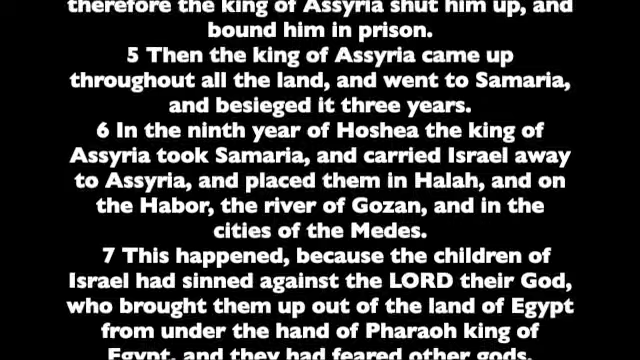 therefore the king of Assyria shut him up, and
bound him in prison.
5 Then the king of Assyria came up
throughout all the land, and went to Samaria,
and besieged it three years.
6 In the ninth year of Hoshea the king of
Assyria took Samaria, and carried Israel away
to Assyria, and placed them in Halah, and on
the Habor, the river of Gozan, and in the
cities of the Medes.
7 This happened, because the children of
Israel had sinned against the LORD their God,
who brought them up out of the land of Egypt
from under the hand of Pharaoh king of
Egypt, and they had feared other gods,